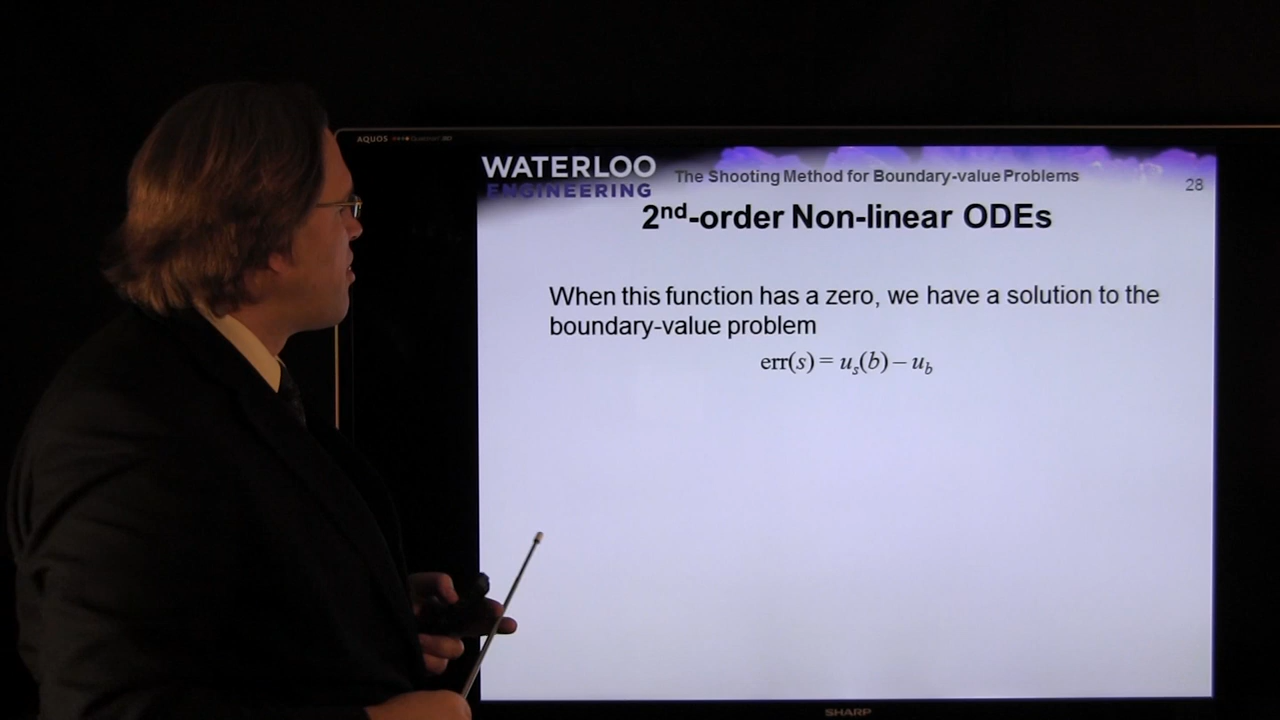 AQUOS
WATERLOO
ENGINEERING
The Shooting Method for Boundary-value Problems
28
2nd-order Non-linear ODEs
When this function has a zero, we have a solution to the
boundary-value problem
err(s) = us(b) – ub
SHARP